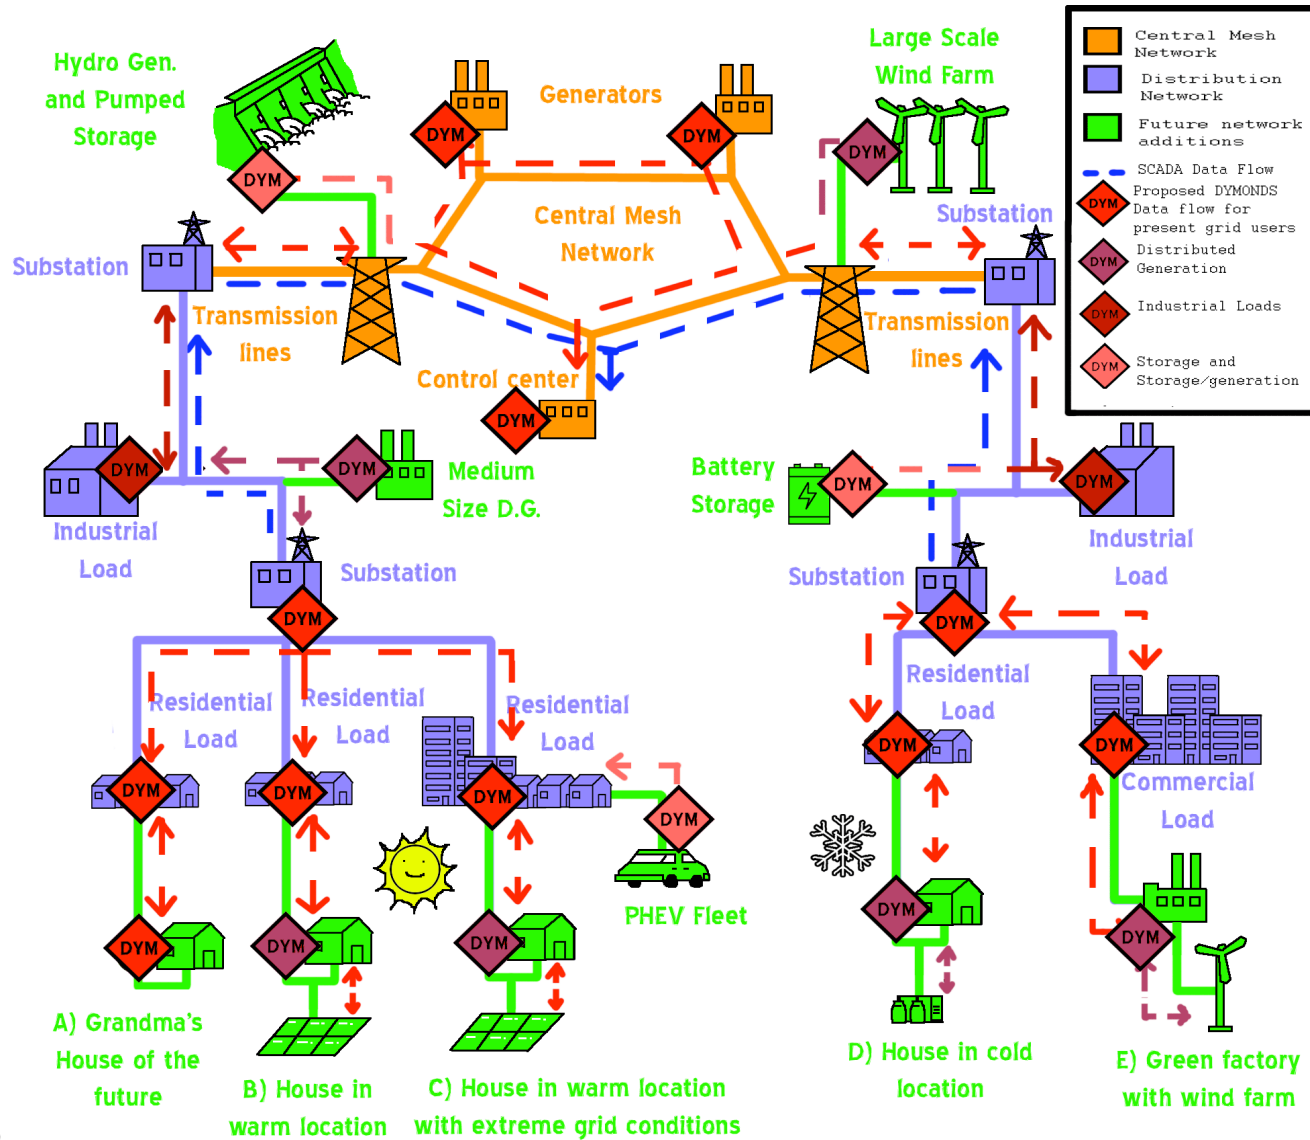 Hydro Gen.
and Pumped
Storage
DYM
DYM
Generators
DYM
Large Scale
Wind Farm
DYM
Central Mesh
Network
Distribution
Network
Future network
additions
SCADA Data Flow
DYM
Proposed DYMONDS
Data flow for
present grid users
DYM
Distributed
Generation
DYM
Industrial Loads
DYM
Storage and
Storage/generation
Substation
Central Mesh
Network
Substation
Transmission
lines
Transmission
lines
Control center
DYM
DYM
Industrial
Load
DYM
Medium
Size D.G.
Battery
Storage
DYM
DYM
Industrial
Load
Substation
DYM
Substation
DYM
Residential
Load
Residential
Load
Residential
Load
Residential
Load
DYM
DYM
DYM
DYM
PHEV Fleet
DYM
DYM
Commercial
Load
DYM
DYM
DYM
DYM
DYM
A) Grandma's
House of the
future
B) House in
warm location
C) House in warm location
with extreme grid conditions
D) House in cold
location
E) Green factory
with wind farm